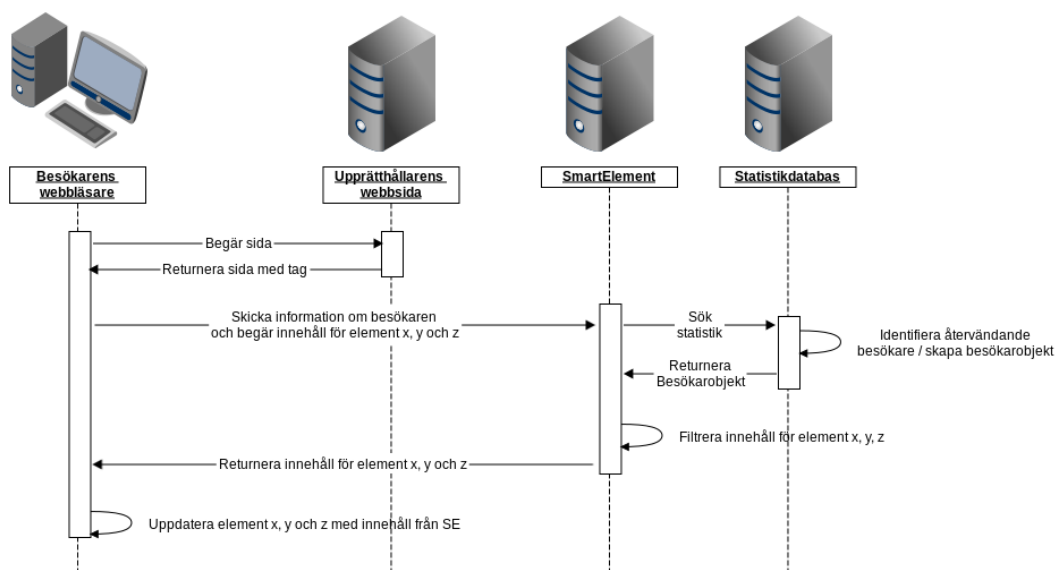 Besökarens
webbläsare
Upprätthållarens
webbsida
SmartElement
Statistikdatabas
Begär sida
Returnera sida med tag
Skicka information om besökaren
och begär innehåll för element x, y och z
Sök
statistik
Identifiera återvändande
besökare / skapa besökarobjekt
Returnera
Besökarobjekt
Filtrera innehåll för element x, y, z
Returnera innehåll för element x, y och z
Uppdatera element x, y och z med innehåll från SE